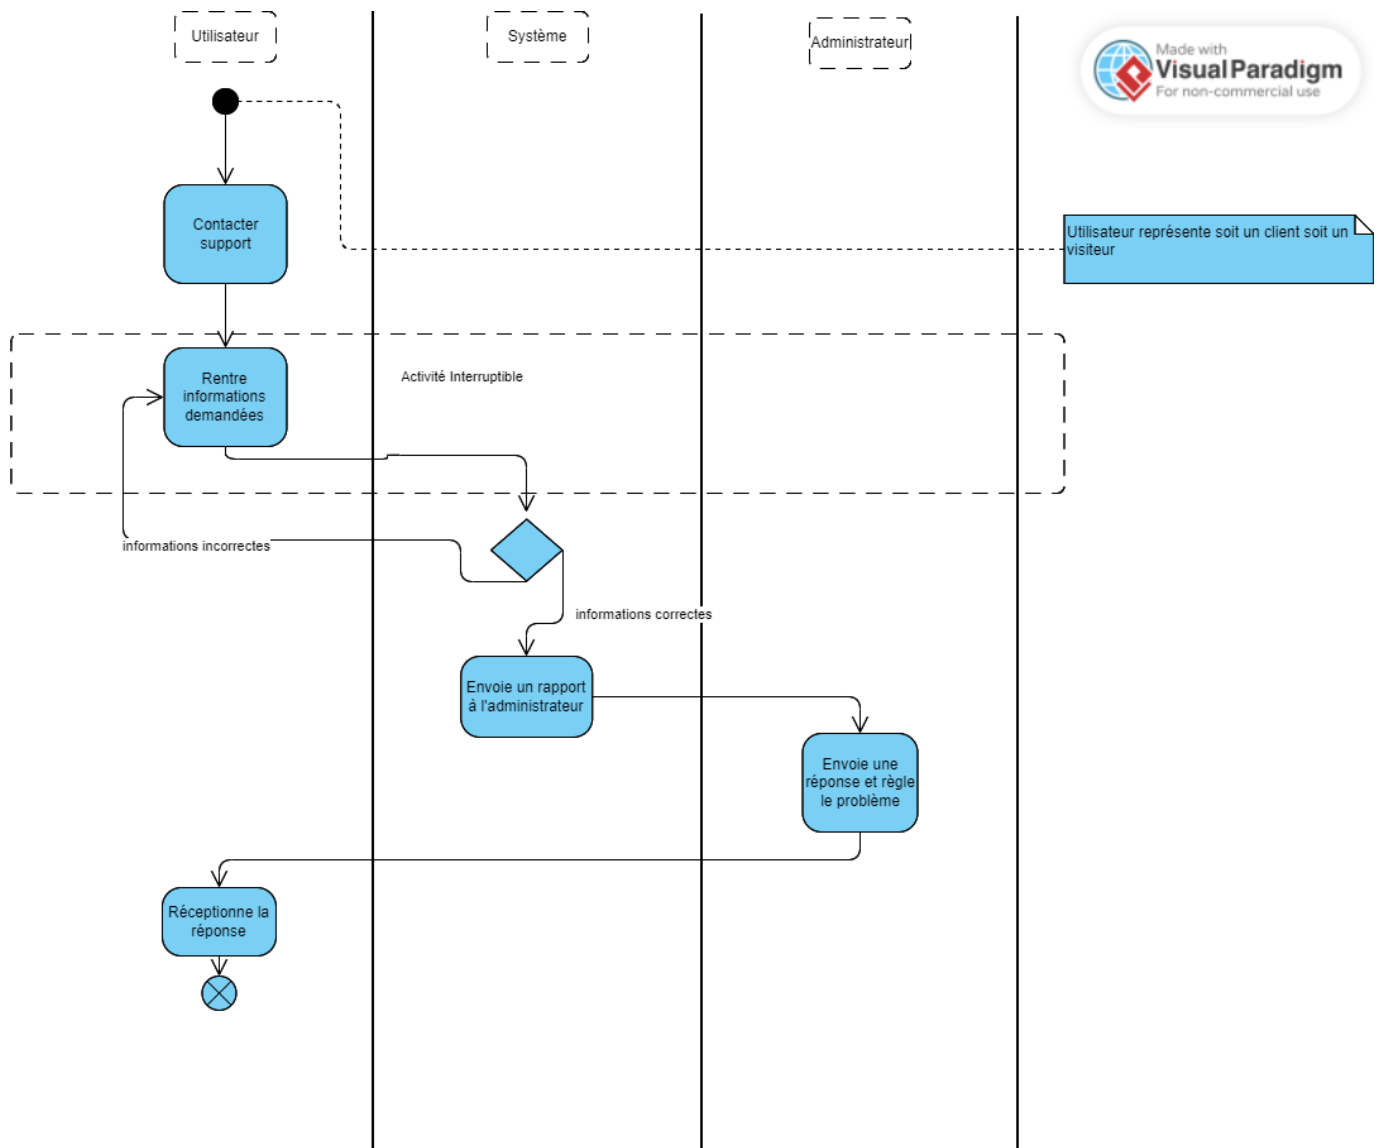 Utilisateur
Système
Administrateur
Made with
Visual Paradigm
For non-commercial use
Contacter
support
Utilisateur représente soit un client soit un
visiteur
Rentre
informations
demandées
Activité Interruptible
informations incorrectes
informations correctes
Envoie un rapport
à l'administrateur
Envoie une
réponse et règle
le problème
Réceptionne la
réponse